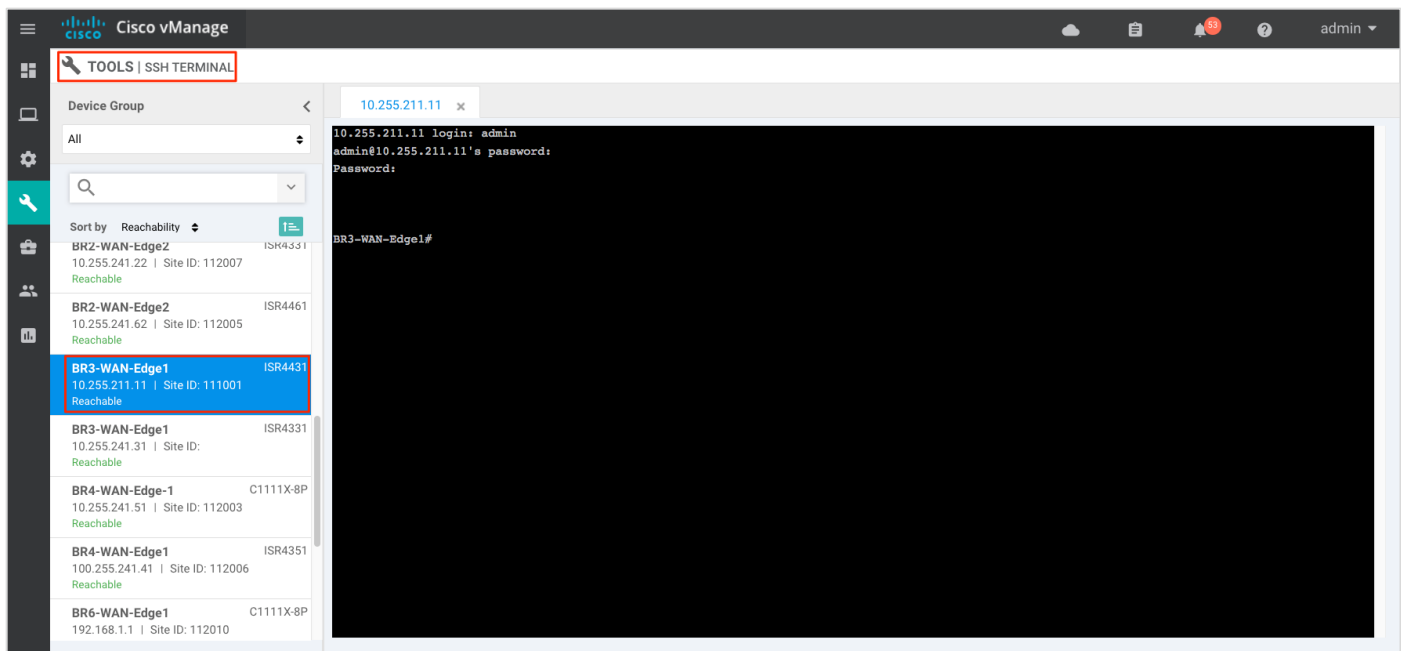 cisco Cisco vManage 53 admin
TOOLS | SSH TERMINAL
Device Group
All
Sort by Reachability
BR2-WAN-Edge2 ISR4331
10.255.241.22 | Site ID: 112007
Reachable
BR2-WAN-Edge2 ISR4461
10.255.241.62 | Site ID: 112005
Reachable
BR3-WAN-Edge1 ISR4431
10.255.211.11 | Site ID: 111001
Reachable
BR3-WAN-Edge1 ISR4331
10.255.241.31 | Site ID:
Reachable
BR4-WAN-Edge-1 C1111X-8P
10.255.241.51 | Site ID: 112003
Reachable
BR4-WAN-Edge1 ISR4351
100.255.241.41 | Site ID: 112006
Reachable
BR6-WAN-Edge1 C1111X-8P
192.168.1.1 | Site ID: 112010
10.255.211.11 x
10.255.211.11 login: admin
admin@10.255.211.11's password:
Password:
BR3-WAN-Edge1#